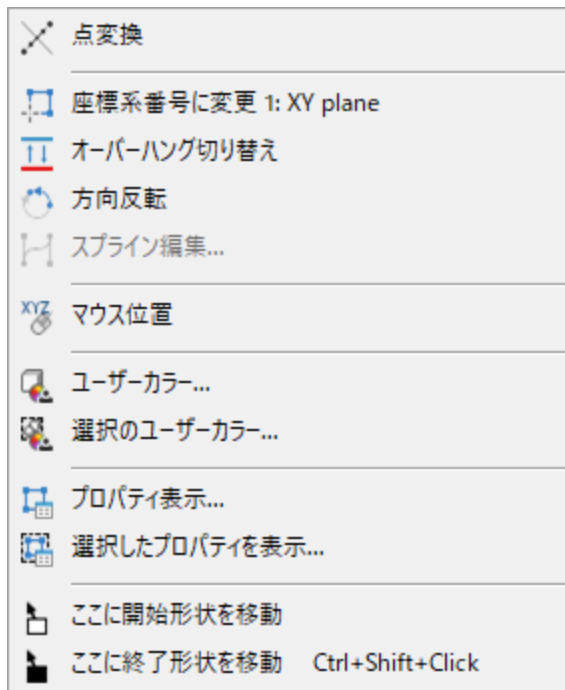 点変換
座標系番号に変更 1: XY plane
オーバーハング切り替え
方向反転
スプライン編集...
XYZ
マウス位置
ユーザーカラー...
選択のユーザーカラー...
プロパティ表示...
選択したプロパティを表示...
ここに開始形状を移動
ここに終了形状を移動 Ctrl+Shift+Click